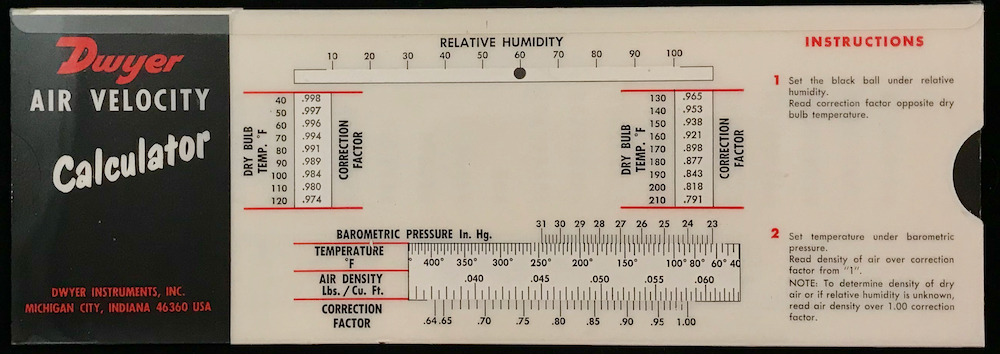 Dwyer
AIR VELOCITY
Calculator
DWYER INSTRUMENTS, INC.
MICHIGAN CITY, INDIANA 46360 USA
RELATIVE HUMIDITY
10 20 30 40 50 60 70 80 90 100
DRY BULB
TEMP. °F
40 .998
50 .997
60 .996
70 .994
80 .991
90 .989
100 .984
110 .980
120 .974
CORRECTION
FACTOR
DRY BULB
TEMP. °F
130 .965
140 .953
150 .938
160 .921
170 .898
180 .877
190 .843
200 .818
210 .791
CORRECTION
FACTOR
31 30 29 28 27 26 25 24 23
BAROMETRIC PRESSURE In. Hg.
TEMPERATURE
°F
° 400° 350° 300° 250° 200° 150° 100° 80° 60° 40
AIR DENSITY
Lbs. / Cu. Ft.
.040 .045 .050 .055 .060
CORRECTION
FACTOR
.64 .65 .70 .75 .80 .85 .90 .95 1.00
INSTRUCTIONS
1 Set the black ball under relative
humidity.
Read correction factor opposite dry
bulb temperature.
2 Set temperature under barometric
pressure.
Read density of air over correction
factor from "1".
NOTE: To determine density of dry
air or if relative humidity is unknown,
read air density over 1.00 correction
factor.